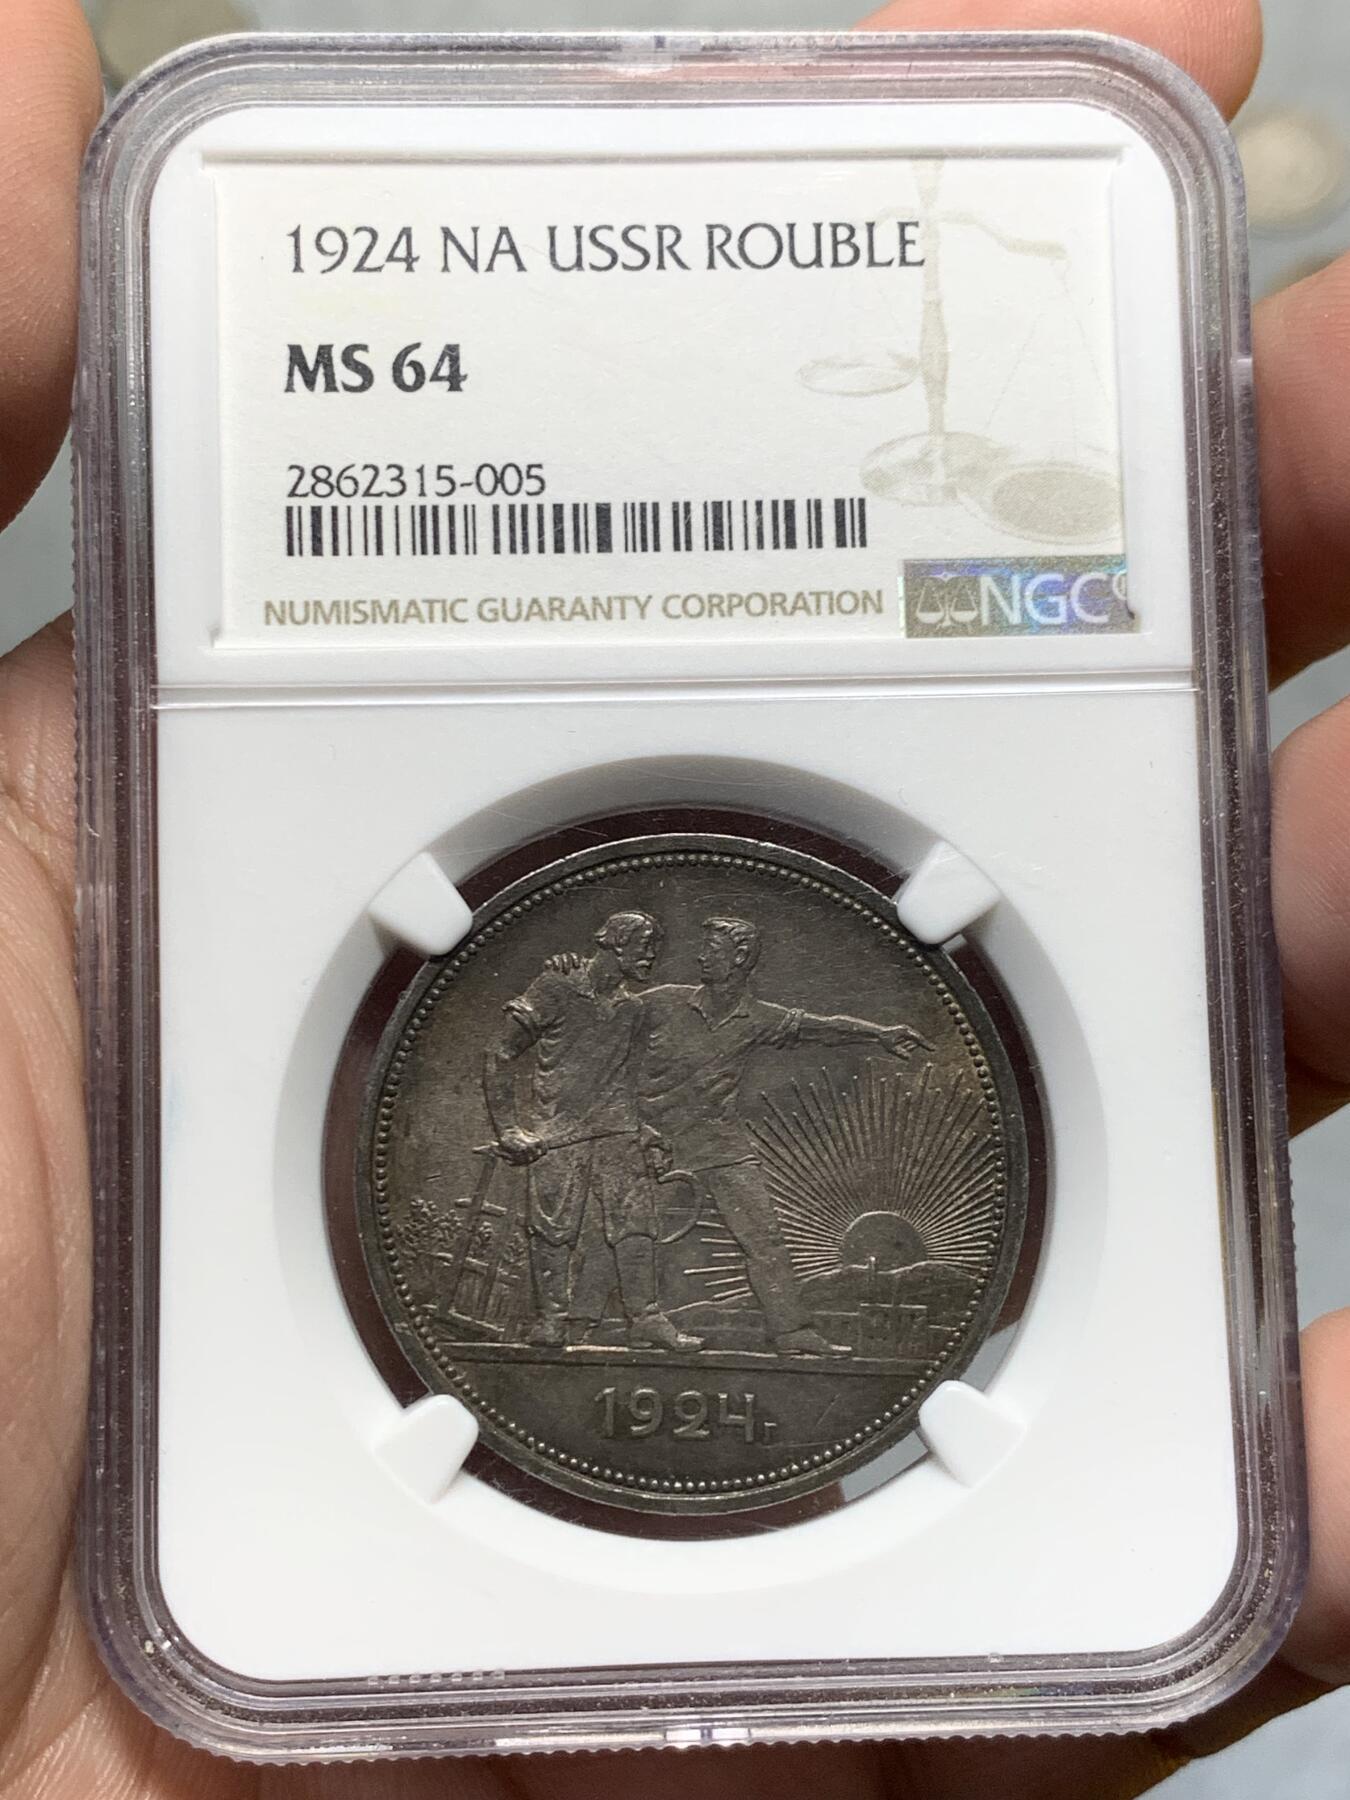 1924 NA USSR ROUBLE
MS 64
2862315-005
NUMISMATIC GUARANTY CORPORATION
NGC
1924г